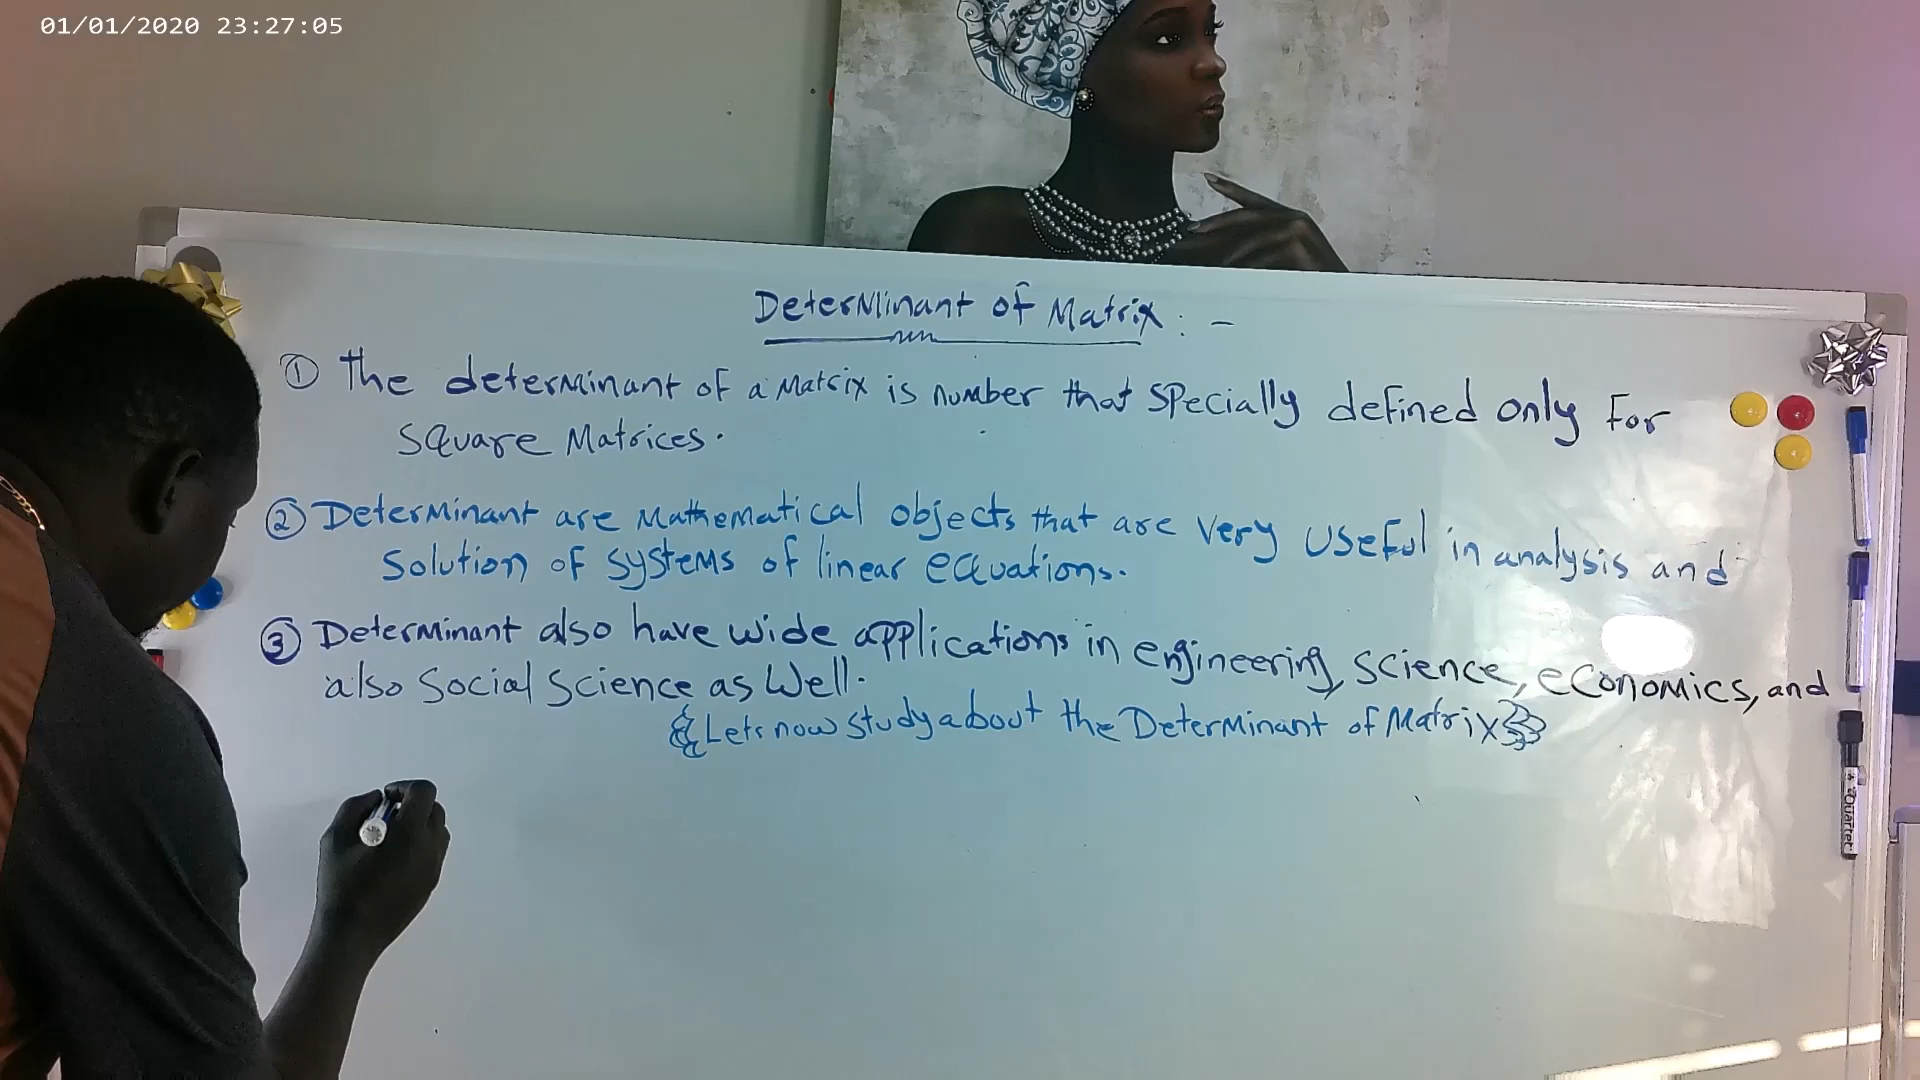 01/01/2020 23:27:05
Determinant of Matrix: -
① The determinant of a Matrix is number that specially defined only for
square Matrices.
② Determinant are Mathematical objects that are very useful in analysis and
solution of systems of linear equations.
③ Determinant also have wide applications in engineering, science, economics, and
also social science as well.
{{Lets now study about the Determinant of Matrix}}
Quartet